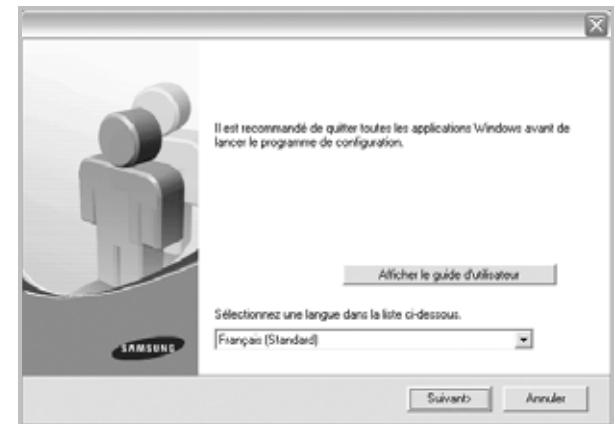 Il est recommandé de quitter toutes les applications Windows avant de
lancer le programme de configuration.
Afficher le guide d'utilisateur
Sélectionnez une langue dans la liste ci-dessous.
Français (Standard)
SAMSUNG
Suivant>
Annuler